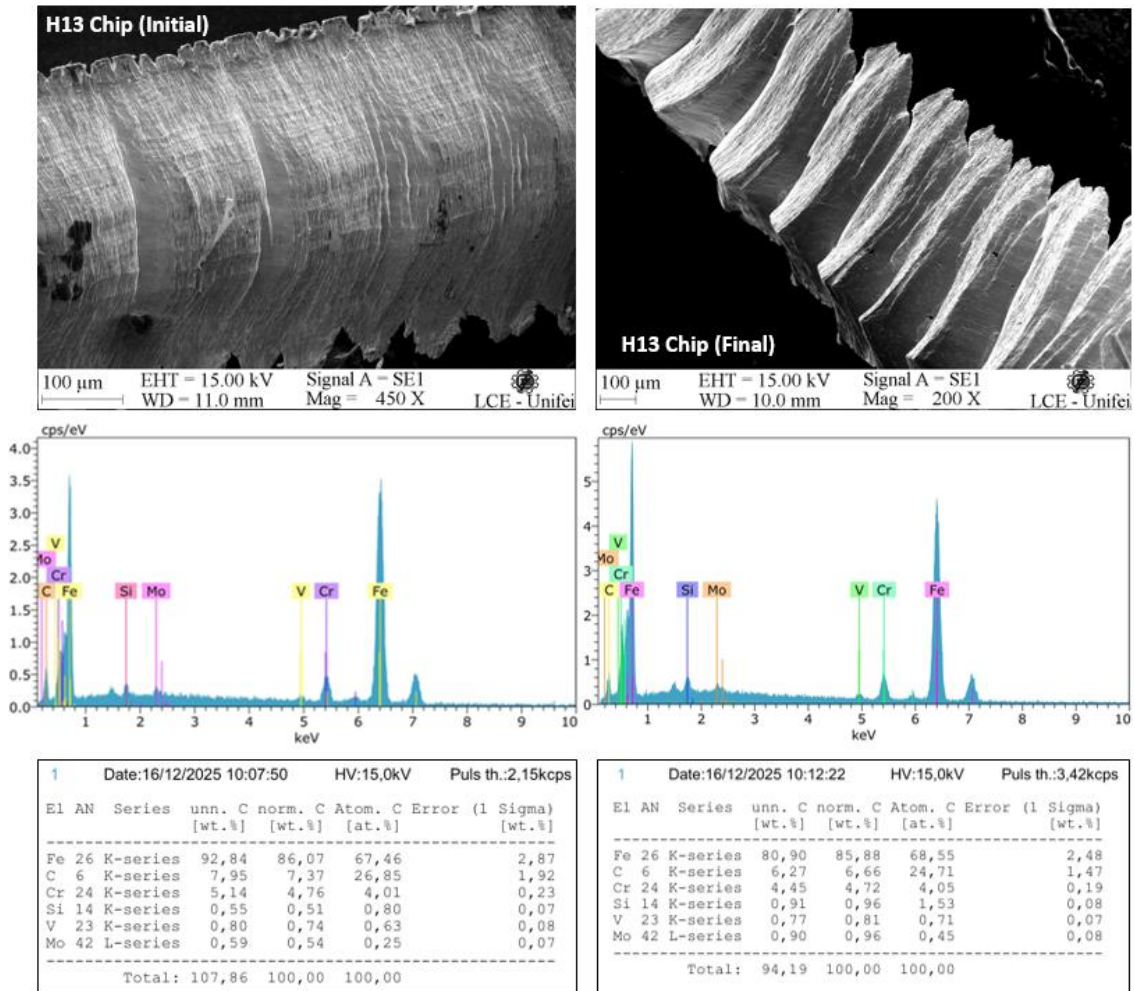 H13 Chip (Initial)
100 µm EHT = 15.00 kV Signal A = SE1
WD = 11.0 mm Mag = 450 X LCE - Unifei
H13 Chip (Final)
100 µm EHT = 15.00 kV Signal A = SE1
WD = 10.0 mm Mag = 200 X LCE - Unifei
cps/eV
4.0
3.5
3.0
2.5
2.0
1.5
1.0
0.5
0.0
V
Mo
Cr
C Fe Si Mo V Cr Fe
1 2 3 4 5 6 7 8 9 10
keV
cps/eV
5
4
3
2
1
0
V
Mo
Cr
C Fe Si Mo V Cr Fe
1 2 3 4 5 6 7 8 9 10
keV
1 Date:16/12/2025 10:07:50 HV:15,0kV Puls th.:2,15kcps
El AN Series unn. C norm. C Atom. C Error (1 Sigma)
[wt.%] [wt.%] [at.%] [wt.%]
Fe 26 K-series 92,84 86,07 67,46 2,87
C 6 K-series 7,95 7,37 26,85 1,92
Cr 24 K-series 5,14 4,76 4,01 0,23
Si 14 K-series 0,55 0,51 0,80 0,07
V 23 K-series 0,80 0,74 0,63 0,08
Mo 42 L-series 0,59 0,54 0,25 0,07
Total: 107,86 100,00 100,00
1 Date:16/12/2025 10:12:22 HV:15,0kV Puls th.:3,42kcps
El AN Series unn. C norm. C Atom. C Error (1 Sigma)
[wt.%] [wt.%] [at.%] [wt.%]
Fe 26 K-series 80,90 85,88 68,55 2,48
C 6 K-series 6,27 6,66 24,71 1,47
Cr 24 K-series 4,45 4,72 4,05 0,19
Si 14 K-series 0,91 0,96 1,53 0,08
V 23 K-series 0,77 0,81 0,71 0,07
Mo 42 L-series 0,90 0,96 0,45 0,08
Total: 94,19 100,00 100,00